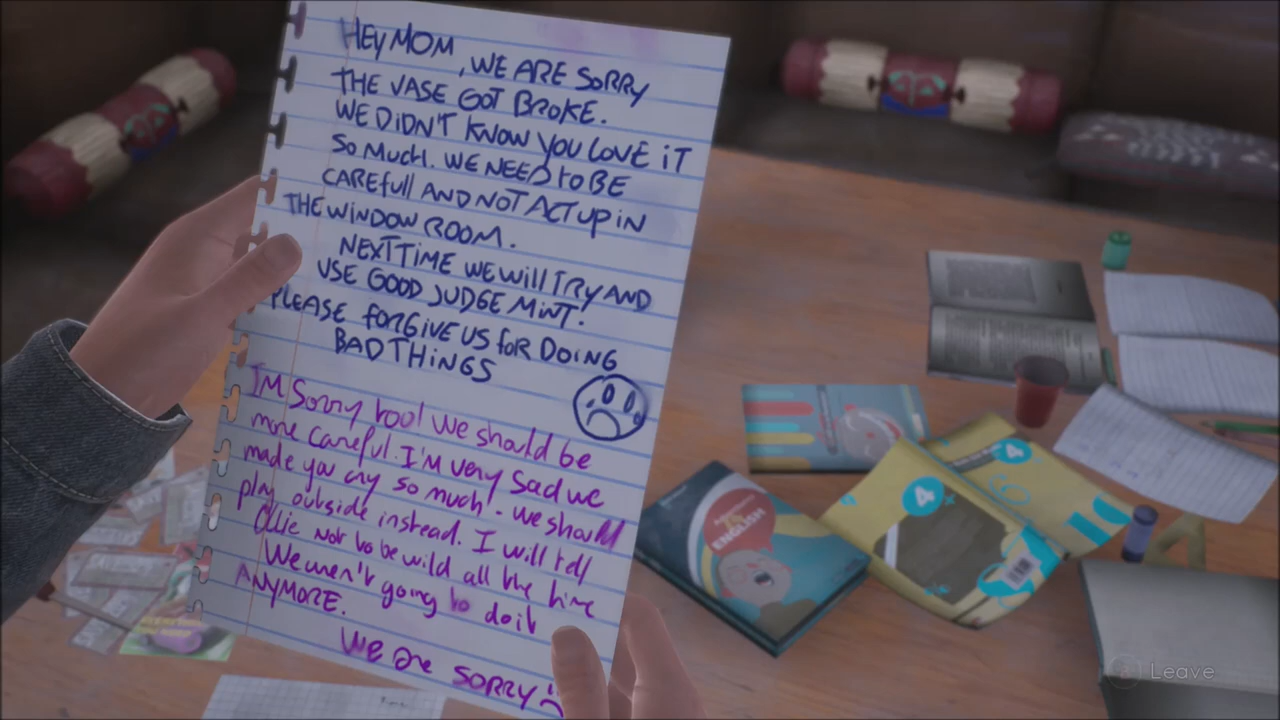 HEY MOM, WE ARE SORRY
THE VASE GOT BROKE.
WE DIDN'T KNOW YOU LOVE iT
SO MUCH. WE NEED to BE
CAREfull AND NOT ACT UP IN
THE WINDOW ROOM.
NEXT TIME WE WiLL TRY AND
USE GOOD JUDGE MiNT!
PLEASE fORGIVE US foR DOING
BAD THiNGS
I'M Sorry too! We should be
more careful. I'm very sad we
made you cry so much. We should
play outside instead. I will tell
Ollie not to be wild all the time
We weren't going to do it
ANYMORE.
We are SORRY
ENGLISH
4
4
Leave